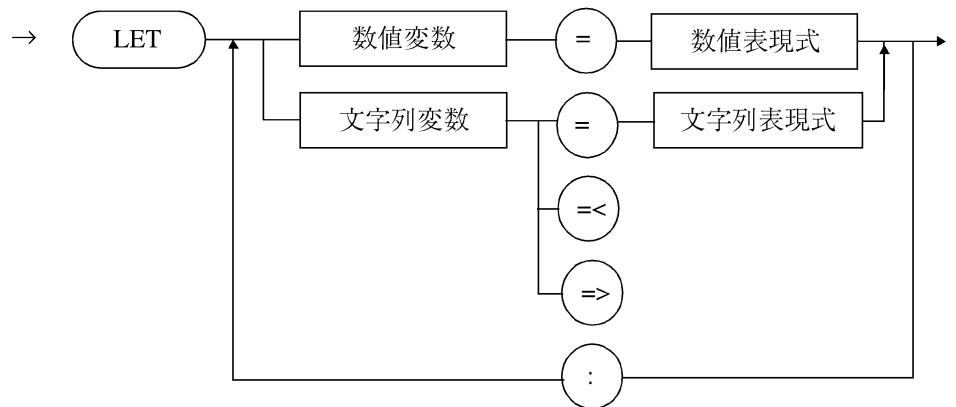 → LET 数値変数 = 数値表現式
文字列変数 = 文字列表現式
=<
=>
: